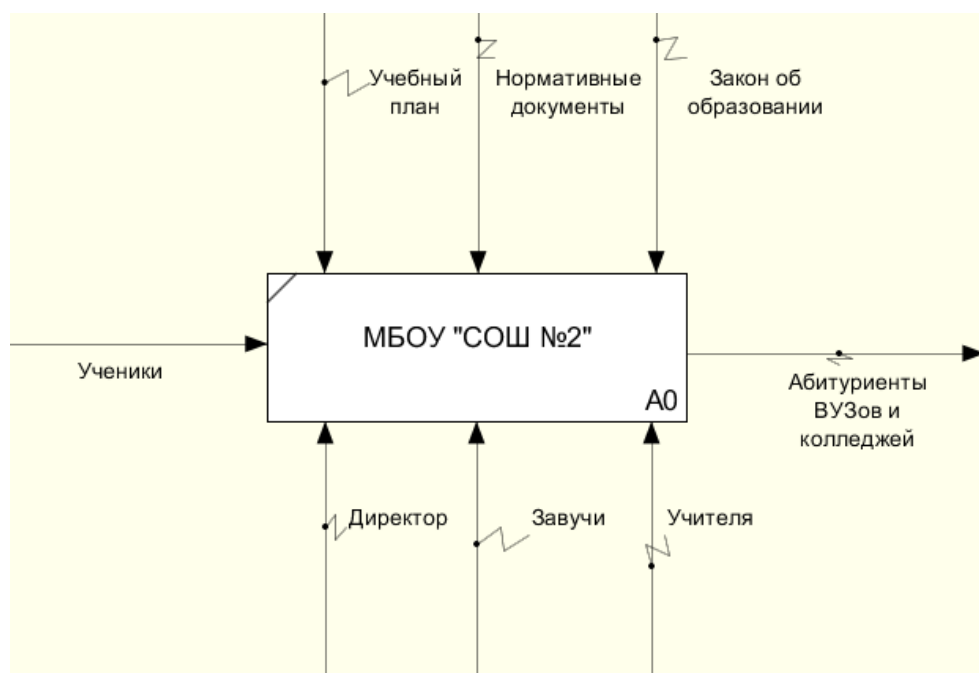 Учебный
план
Нормативные
документы
Закон об
образовании
МБОУ "СОШ №2"
A0
Ученики
Абитуриенты
ВУЗов и
колледжей
Директор
Завучи
Учителя